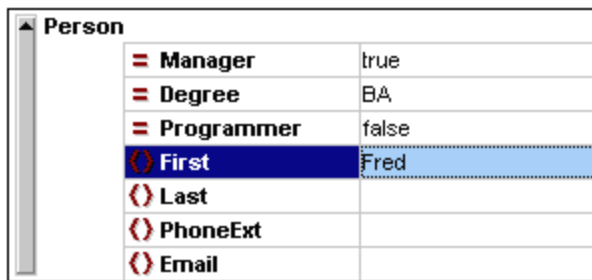 Person
= Manager true
= Degree BA
= Programmer false
() First Fred
() Last
() PhoneExt
() Email